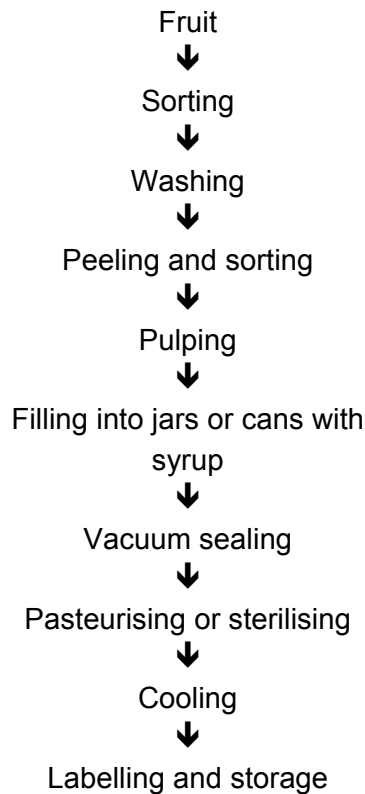 Fruit
Sorting
Washing
Peeling and sorting
Pulping
Filling into jars or cans with
syrup
Vacuum sealing
Pasteurising or sterilising
Cooling
Labelling and storage